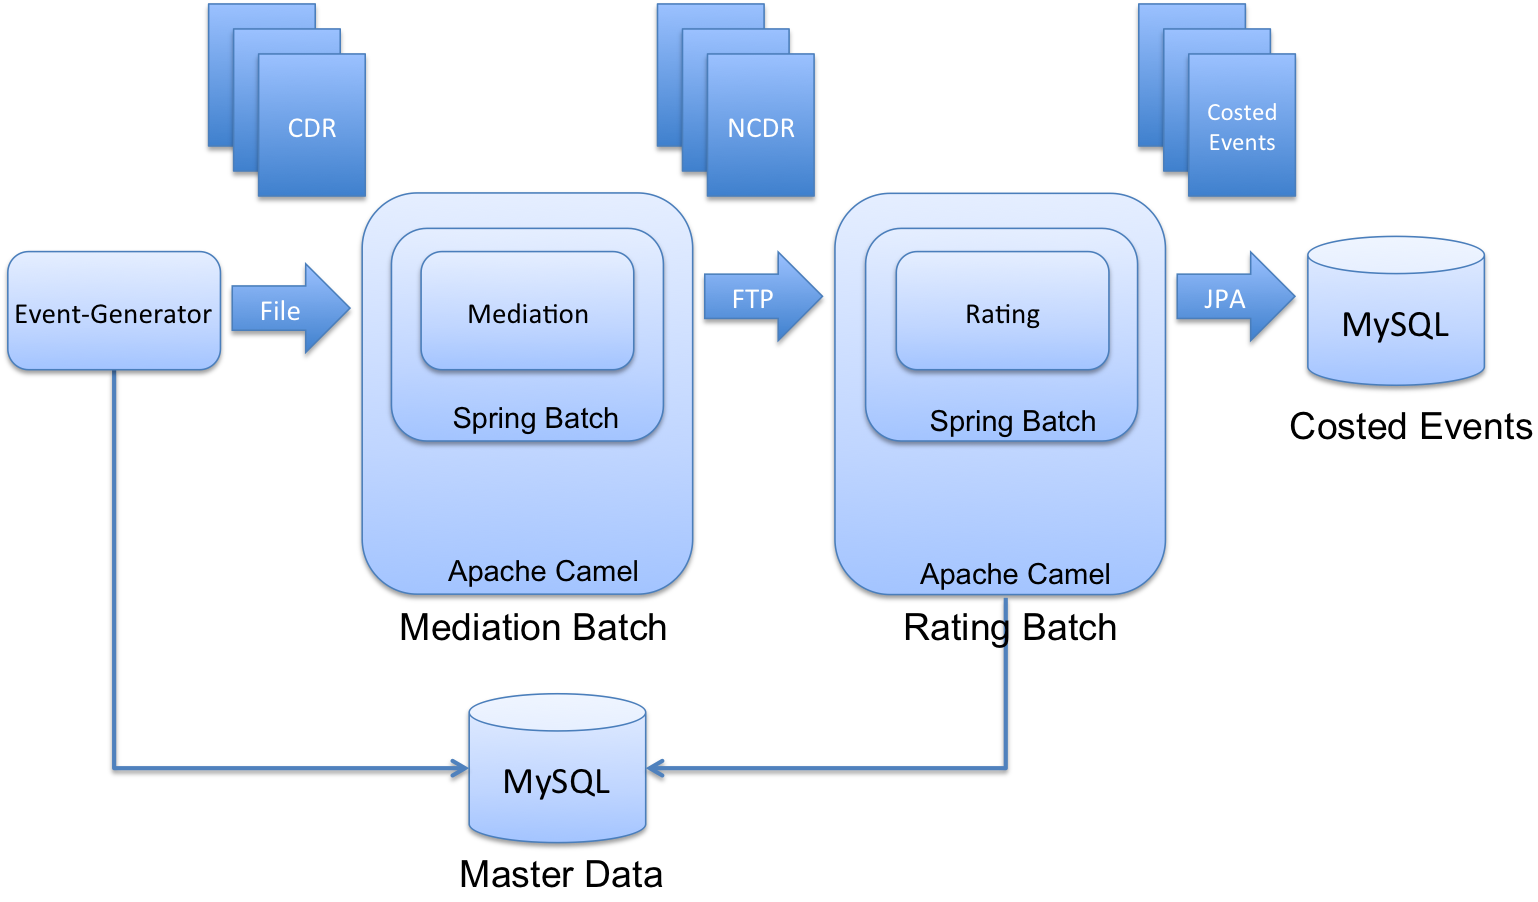 CDR
NCDR
Costed
Events
Event-Generator
File
Mediation
Spring Batch
Apache Camel
Mediation Batch
FTP
Rating
Spring Batch
Apache Camel
Rating Batch
JPA
MySQL
Costed Events
MySQL
Master Data